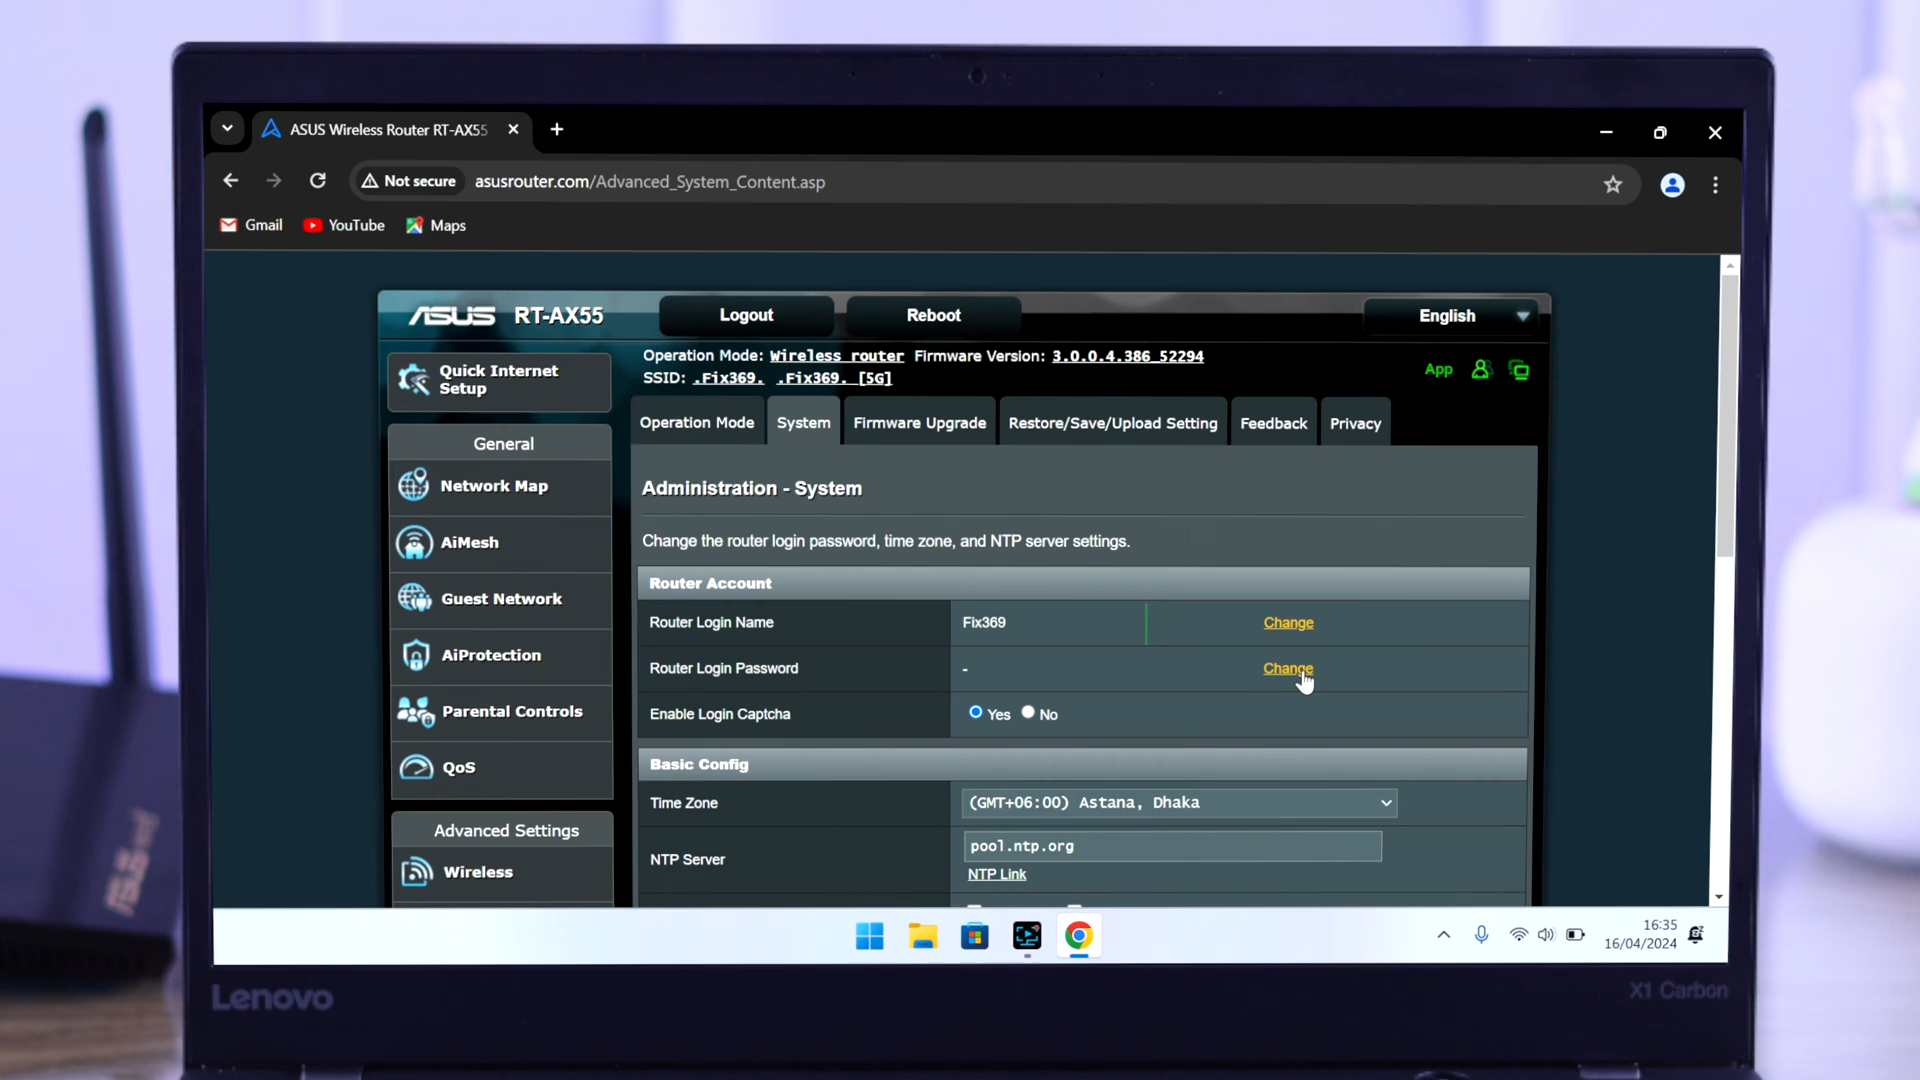 ASUS Wireless Router RT-AX55
Not secure
asusrouter.com/Advanced_System_Content.asp
Gmail
YouTube
Maps
ASUS RT-AX55
Logout
Reboot
English
Operation Mode: Wireless router Firmware Version: 3.0.0.4.386_52294
SSID: .Fix369. .Fix369. [5G]
App
Quick Internet
Setup
General
Network Map
AiMesh
Guest Network
AiProtection
Parental Controls
QoS
Advanced Settings
Wireless
Operation Mode
System
Firmware Upgrade
Restore/Save/Upload Setting
Feedback
Privacy
Administration - System
Change the router login password, time zone, and NTP server settings.
Router Account
Router Login Name
Fix369
Change
Router Login Password
-
Change
Enable Login Captcha
Yes
No
Basic Config
Time Zone
(GMT+06:00) Astana, Dhaka
NTP Server
pool.ntp.org
NTP Link
16:35
16/04/2024
Lenovo
X1 Carbon
ASUS